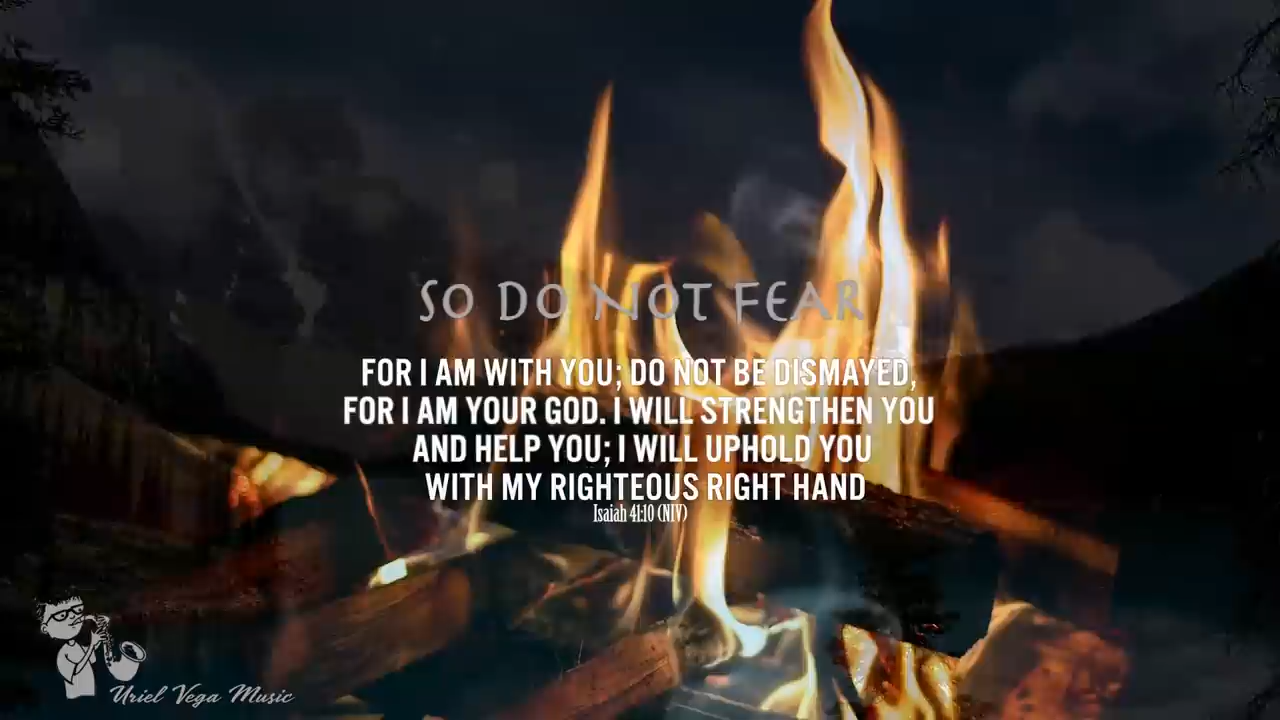 SO DO NOT FEAR
FOR I AM WITH YOU; DO NOT BE DISMAYED,
FOR I AM YOUR GOD. I WILL STRENGTHEN YOU
AND HELP YOU; I WILL UPHOLD YOU
WITH MY RIGHTEOUS RIGHT HAND
Isaiah 41:10 (NIV)
Uriel Vega Music